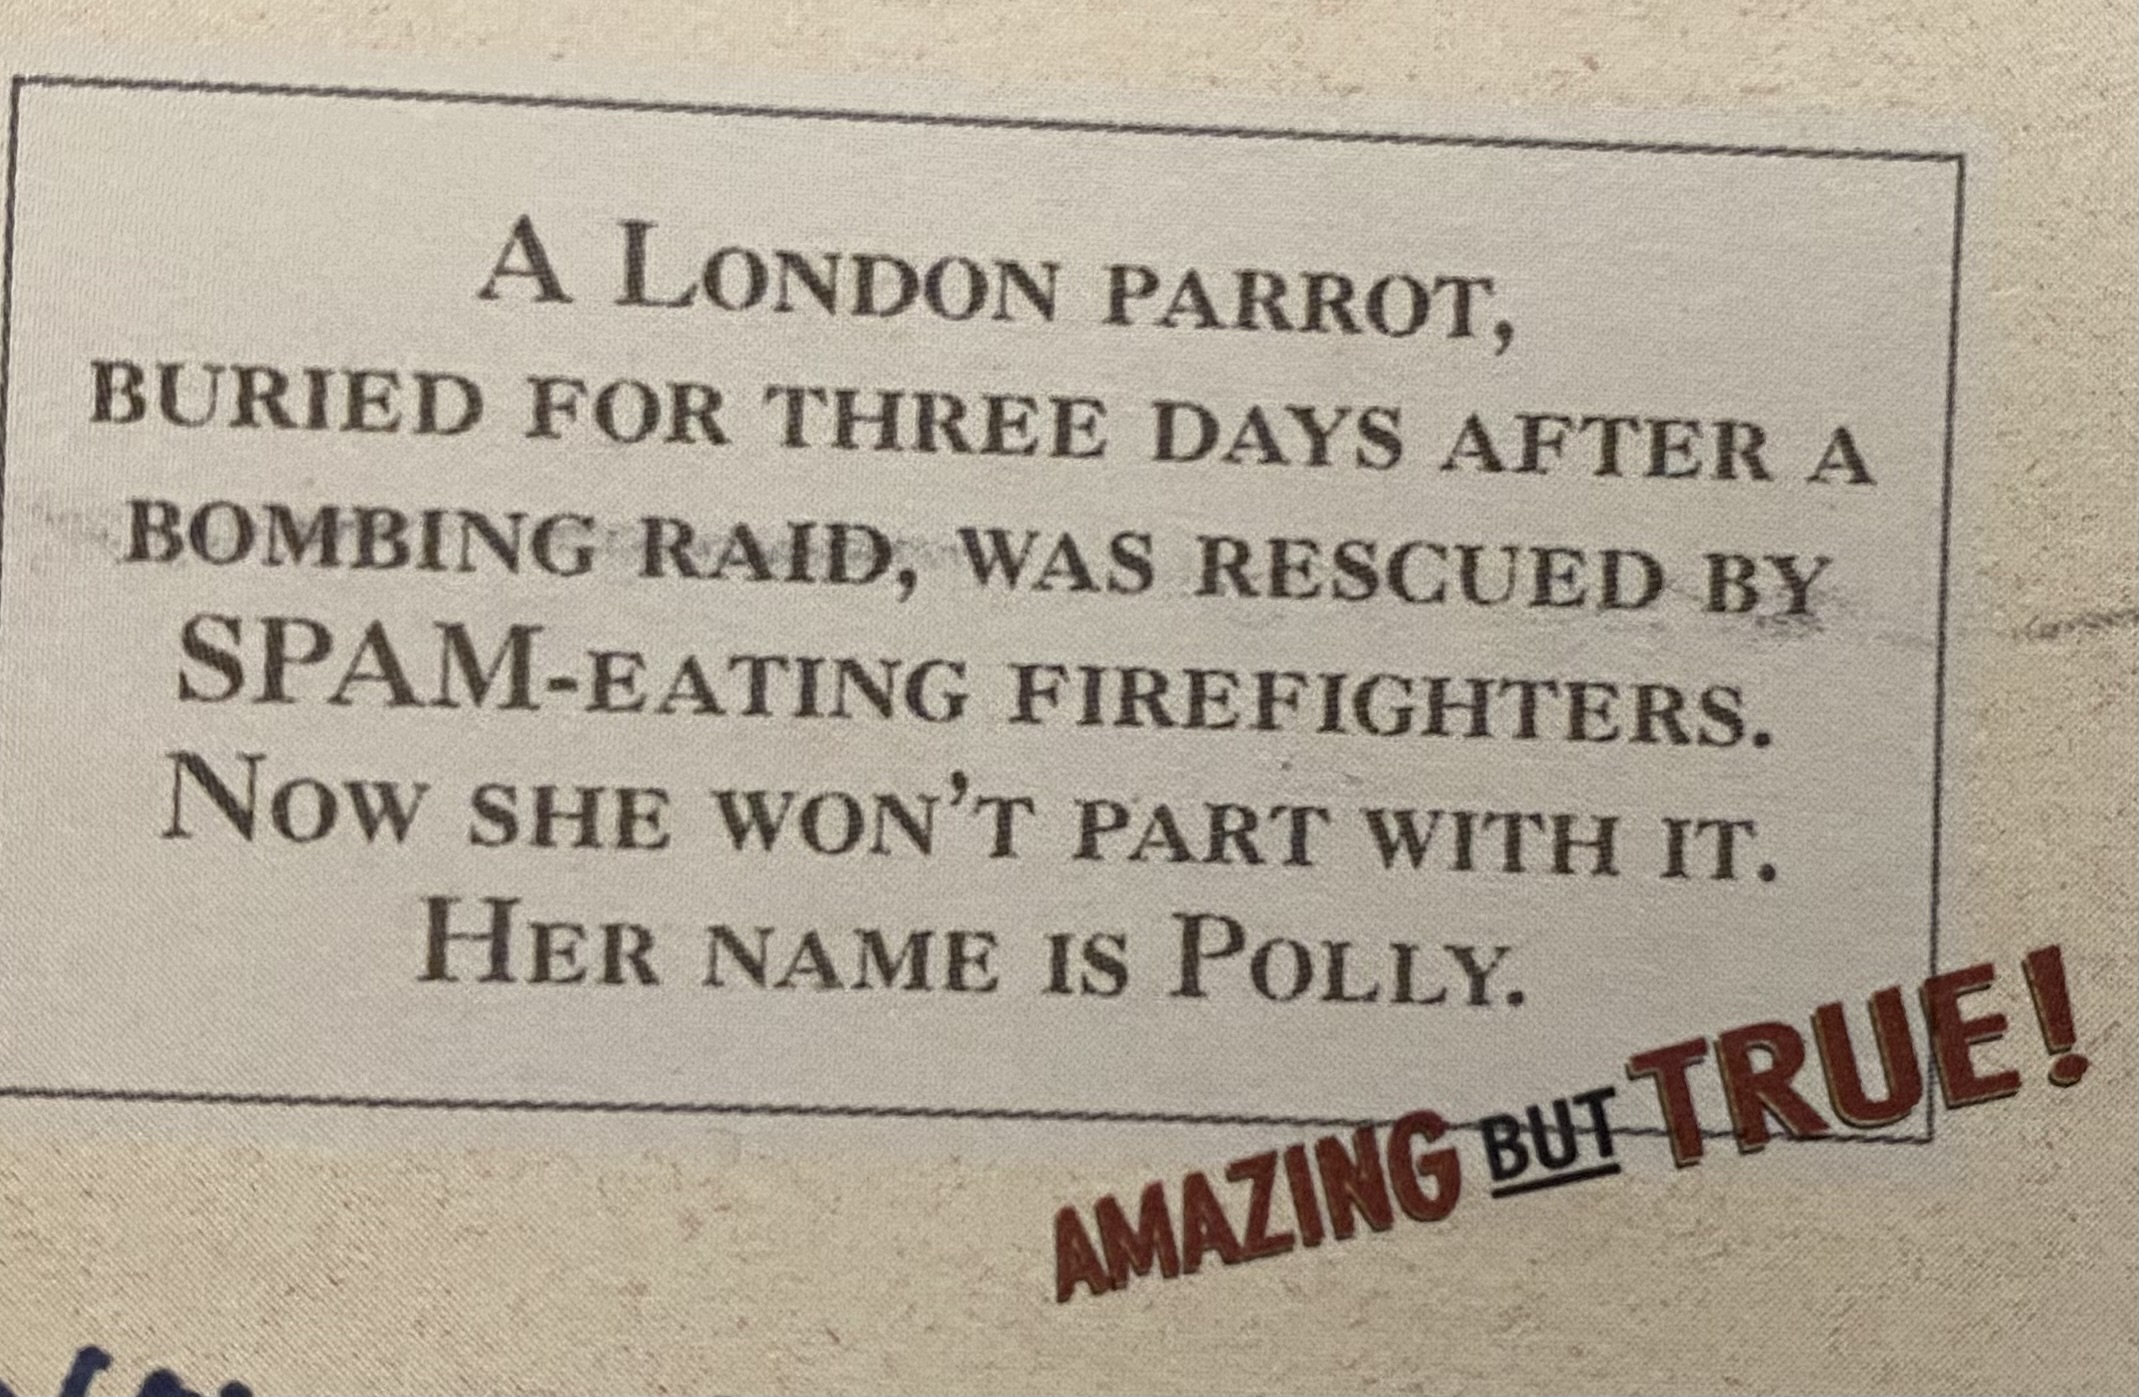 A LONDON PARROT,
BURIED FOR THREE DAYS AFTER A
BOMBING RAID, WAS RESCUED BY
SPAM-EATING FIREFIGHTERS.
NOW SHE WON'T PART WITH IT.
HER NAME IS POLLY.
AMAZING BUT TRUE!